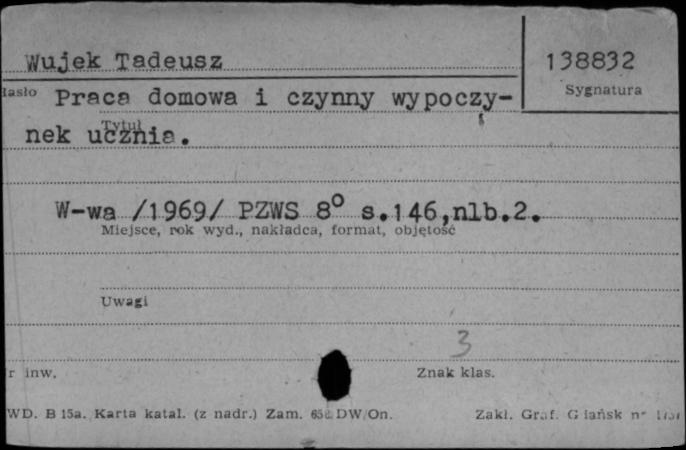 Wujek Tadeusz
138832
Hasło
Sygnatura
Praca domowa i czynny wypoczy-
Tytuł
nek ucznia.
W-wa /1969/ PZWS 8° s.146,nlb.2.
Miejsce, rok wyd., nakładca, format, objętość
Uwagi
3
r inw.
Znak klas.
WD. B 15a. Karta katal. (z nadr.) Zam. DW/On.
Zakl. Graf. Gdańsk